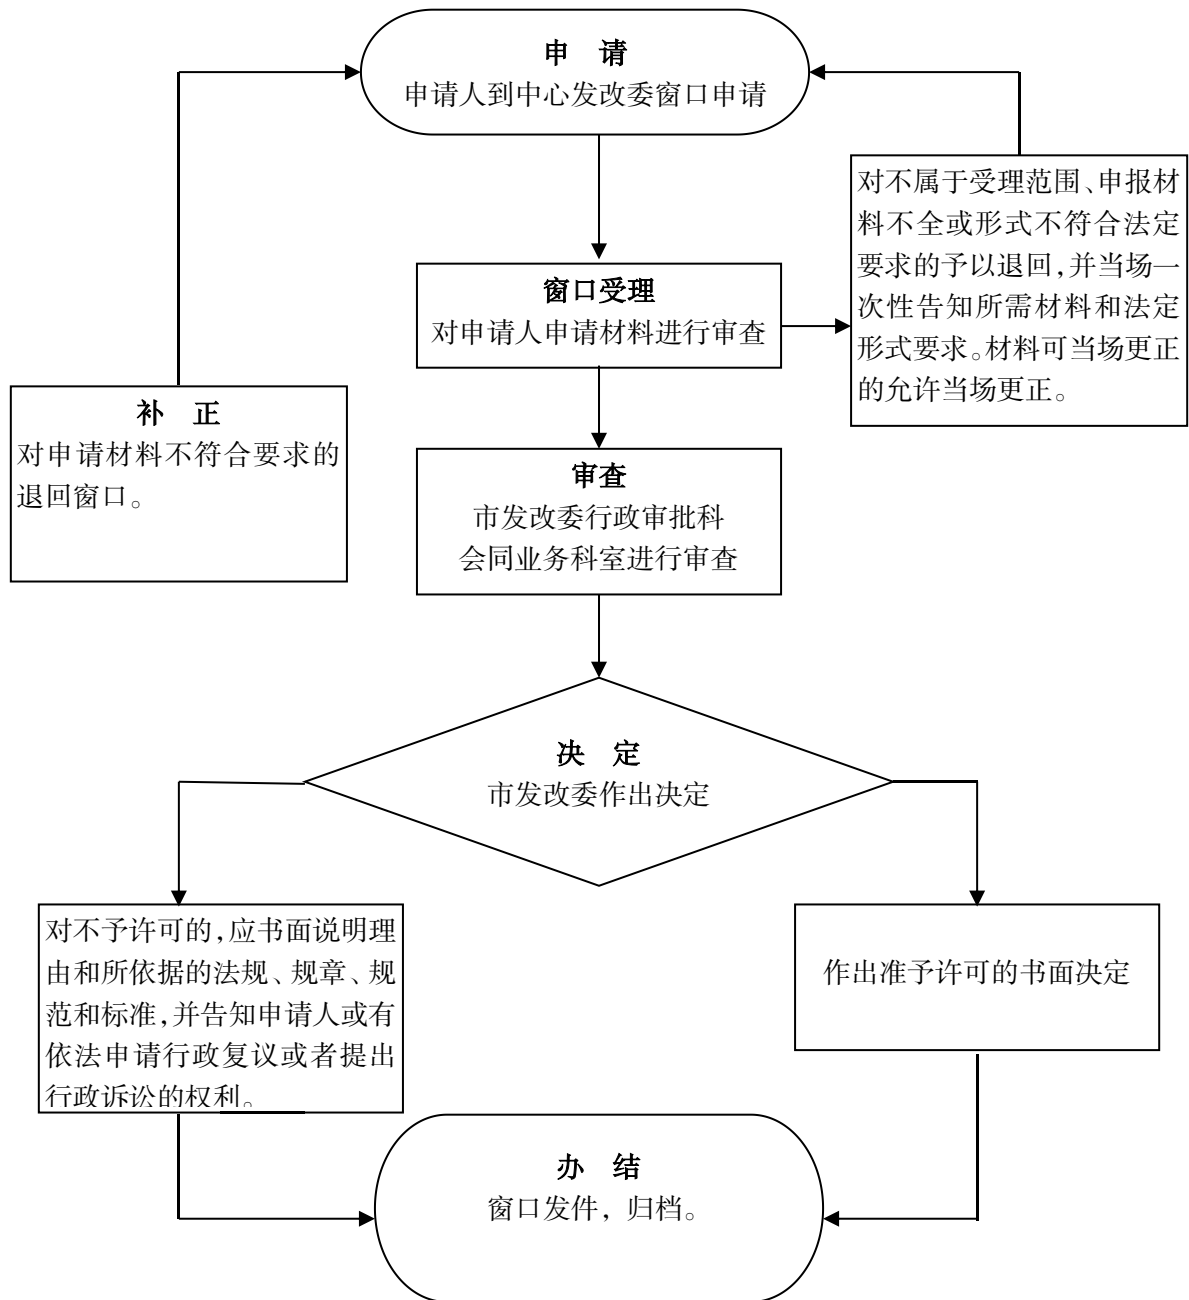 申 请
申请人到中心发改委窗口申请
对不属于受理范围、申报材
料不全或形式不符合法定
要求的予以退回,并当场一
次性告知所需材料和法定
形式要求。材料可当场更正
的允许当场更正。
窗口受理
对申请人申请材料进行审查
补 正
对申请材料不符合要求的
退回窗口。
审查
市发改委行政审批科
会同业务科室进行审查
决 定
市发改委作出决定
对不予许可的,应书面说明理
由和所依据的法规、规章、规
范和标准,并告知申请人或有
依法申请行政复议或者提出
行政诉讼的权利。
作出准予许可的书面决定
办 结
窗口发件, 归档。